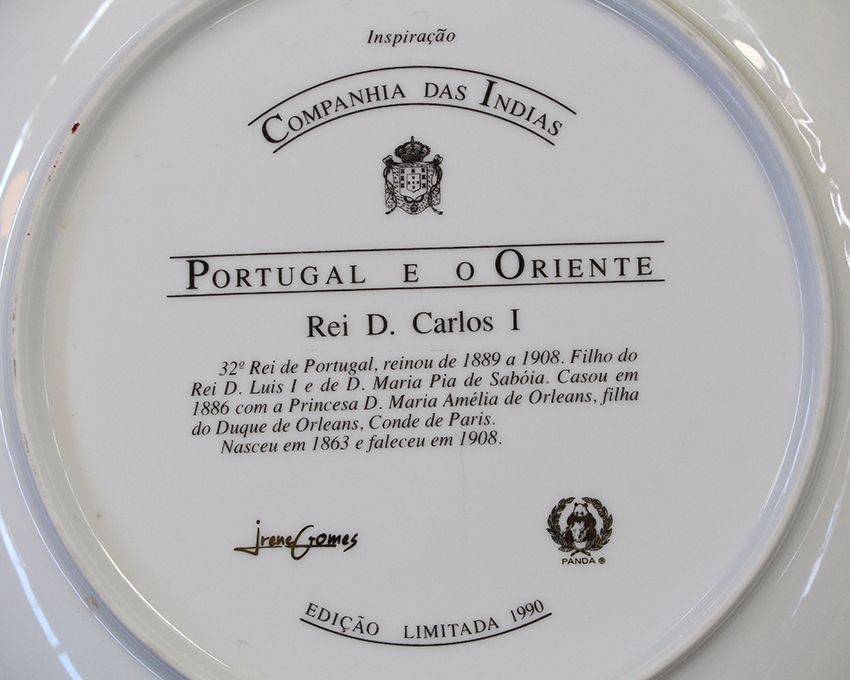 Inspiração
COMPANHIA DAS INDIAS
PORTUGAL E O ORIENTE
Rei D. Carlos I
32º Rei de Portugal, reinou de 1889 a 1908. Filho do
Rei D. Luis I e de D. Maria Pia de Sabóia. Casou em
1886 com a Princesa D. Maria Amélia de Orleans, filha
do Duque de Orleans, Conde de Paris.
Nasceu em 1863 e faleceu em 1908.
Irene Gomes
PANDA ®
EDIÇÃO LIMITADA 1990